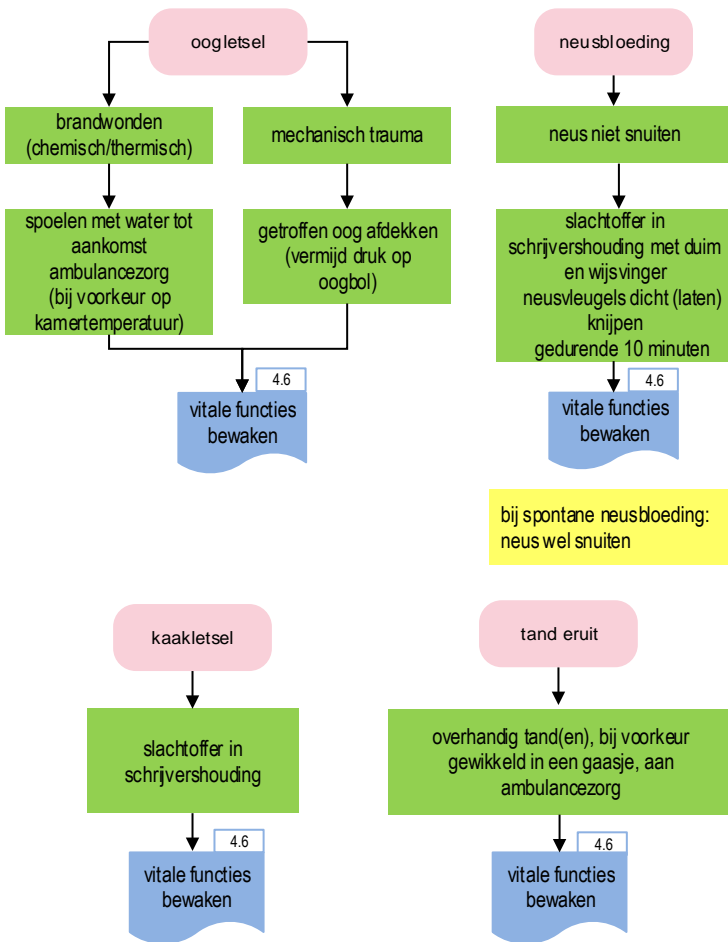 oogletsel
brandwonden
(chemisch/thermisch)
spoelen met water tot
aankomst
ambulancezorg
(bij voorkeur op
kamertemperatuur)
mechanisch trauma
getroffen oog afdekken
(vermijd druk op
oogbol)
4.6
vitale functies
bewaken
neusbloeding
neus niet snuiten
slachtoffer in
schrijvershouding met duim
en wijsvinger
neusvleugels dicht (laten)
knijpen
gedurende 10 minuten
4.6
vitale functies
bewaken
bij spontane neusbloeding:
neus wel snuiten
kaakletsel
slachtoffer in
schrijvershouding
4.6
vitale functies
bewaken
tand eruit
overhandig tand(en), bij voorkeur
gewikkeld in een gaasje, aan
ambulancezorg
4.6
vitale functies
bewaken